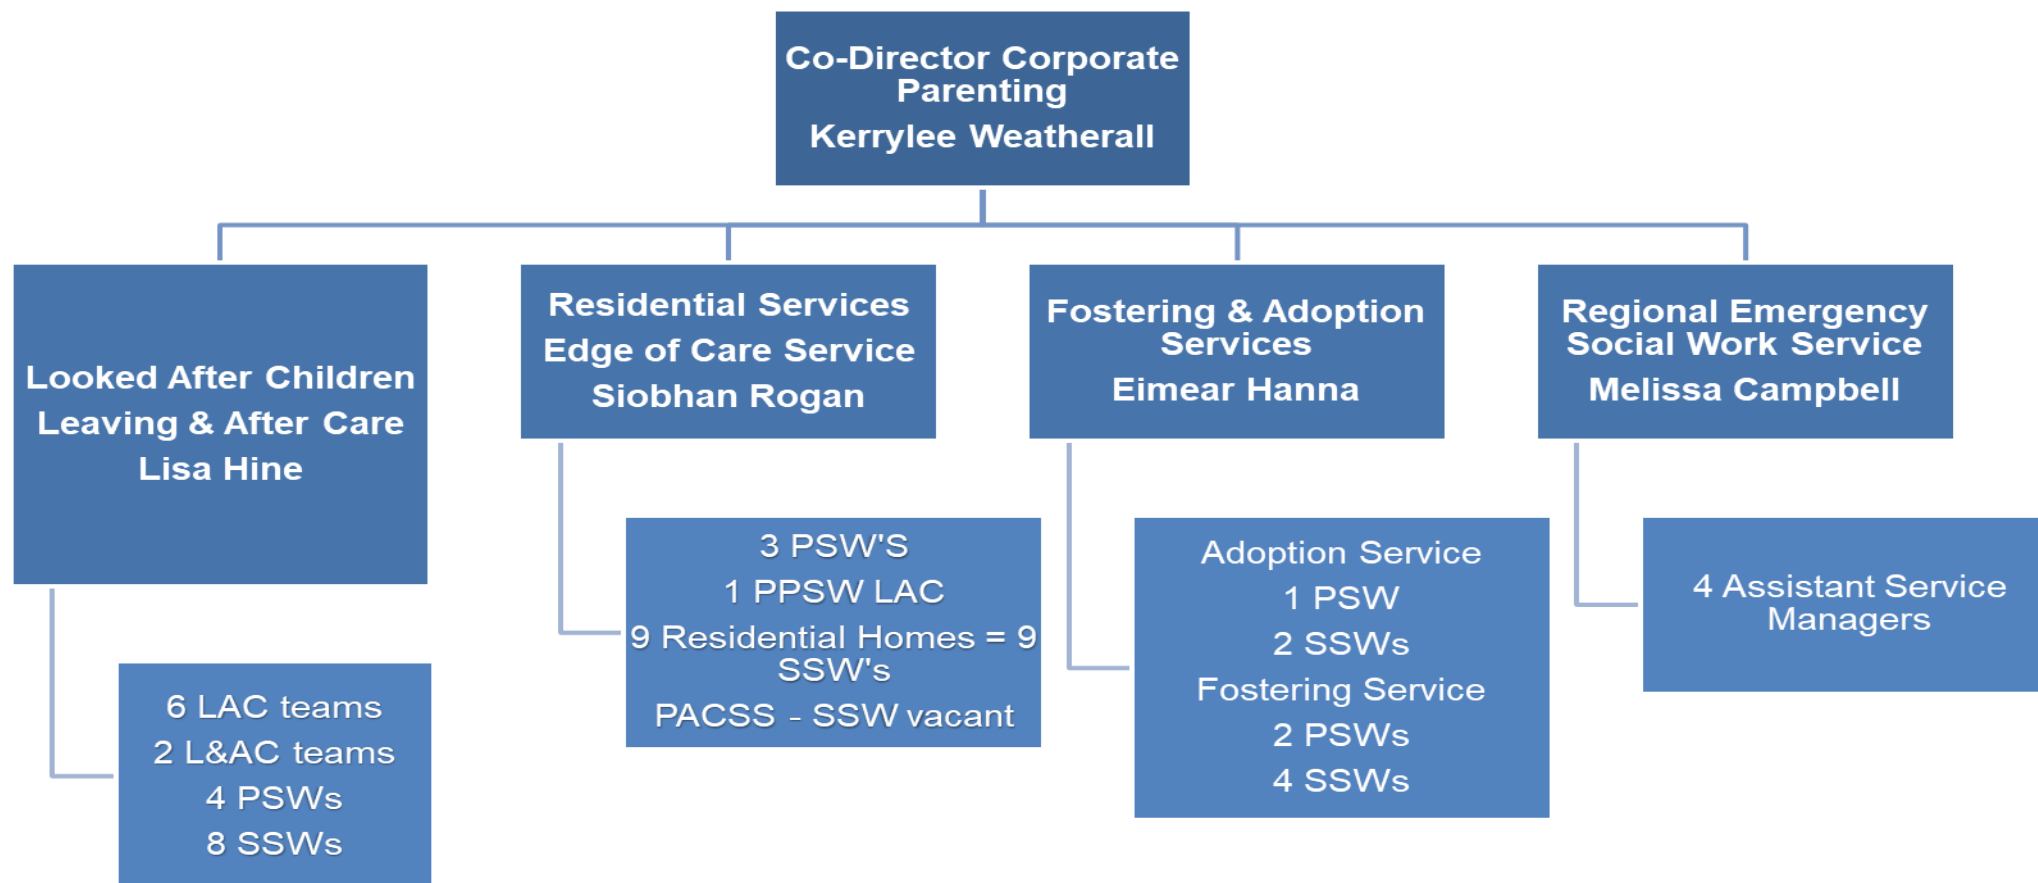 Co-Director Corporate
Parenting
Kerrylee Weatherall
Looked After Children
Leaving & After Care
Lisa Hine
Residential Services
Edge of Care Service
Siobhan Rogan
Fostering & Adoption
Services
Eimear Hanna
Regional Emergency
Social Work Service
Melissa Campbell
6 LAC teams
2 L&AC teams
4 PSWs
8 SSWs
3 PSW'S
1 PPSW LAC
9 Residential Homes = 9
SSW's
PACSS - SSW vacant
Adoption Service
1 PSW
2 SSWs
Fostering Service
2 PSWs
4 SSWs
4 Assistant Service
Managers